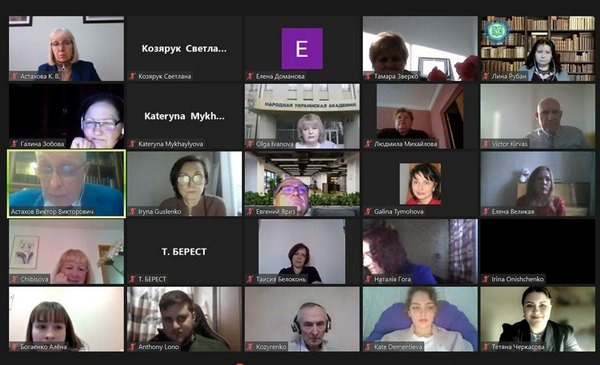 Астахова К. В.
Козярук Светла...
Козярук Светлана
E
Елена Доманова
Тамара Зверко
Лина Рубан
Галина Зобова
Kateryna Mykh...
Kateryna Mykhaylyova
НАРОДНАЯ УКРАИНСКАЯ АКАДЕМИЯ
Olga Ivanova
Людмила Михайлова
Victor Kirvas
Астахов Виктор Викторович
Iryna Guslenko
Евгений Яриз
Galina Tymohova
Елена Великая
Chibisova
Т. БЕРЕСТ
Т. БЕРЕСТ
Таисия Белоконь
Наталія Гога
Irina Onishchenko
Богаенко Алёна
Anthony Lono
Kozyrenko
Kate Dementieva
Тетяна Черкасова